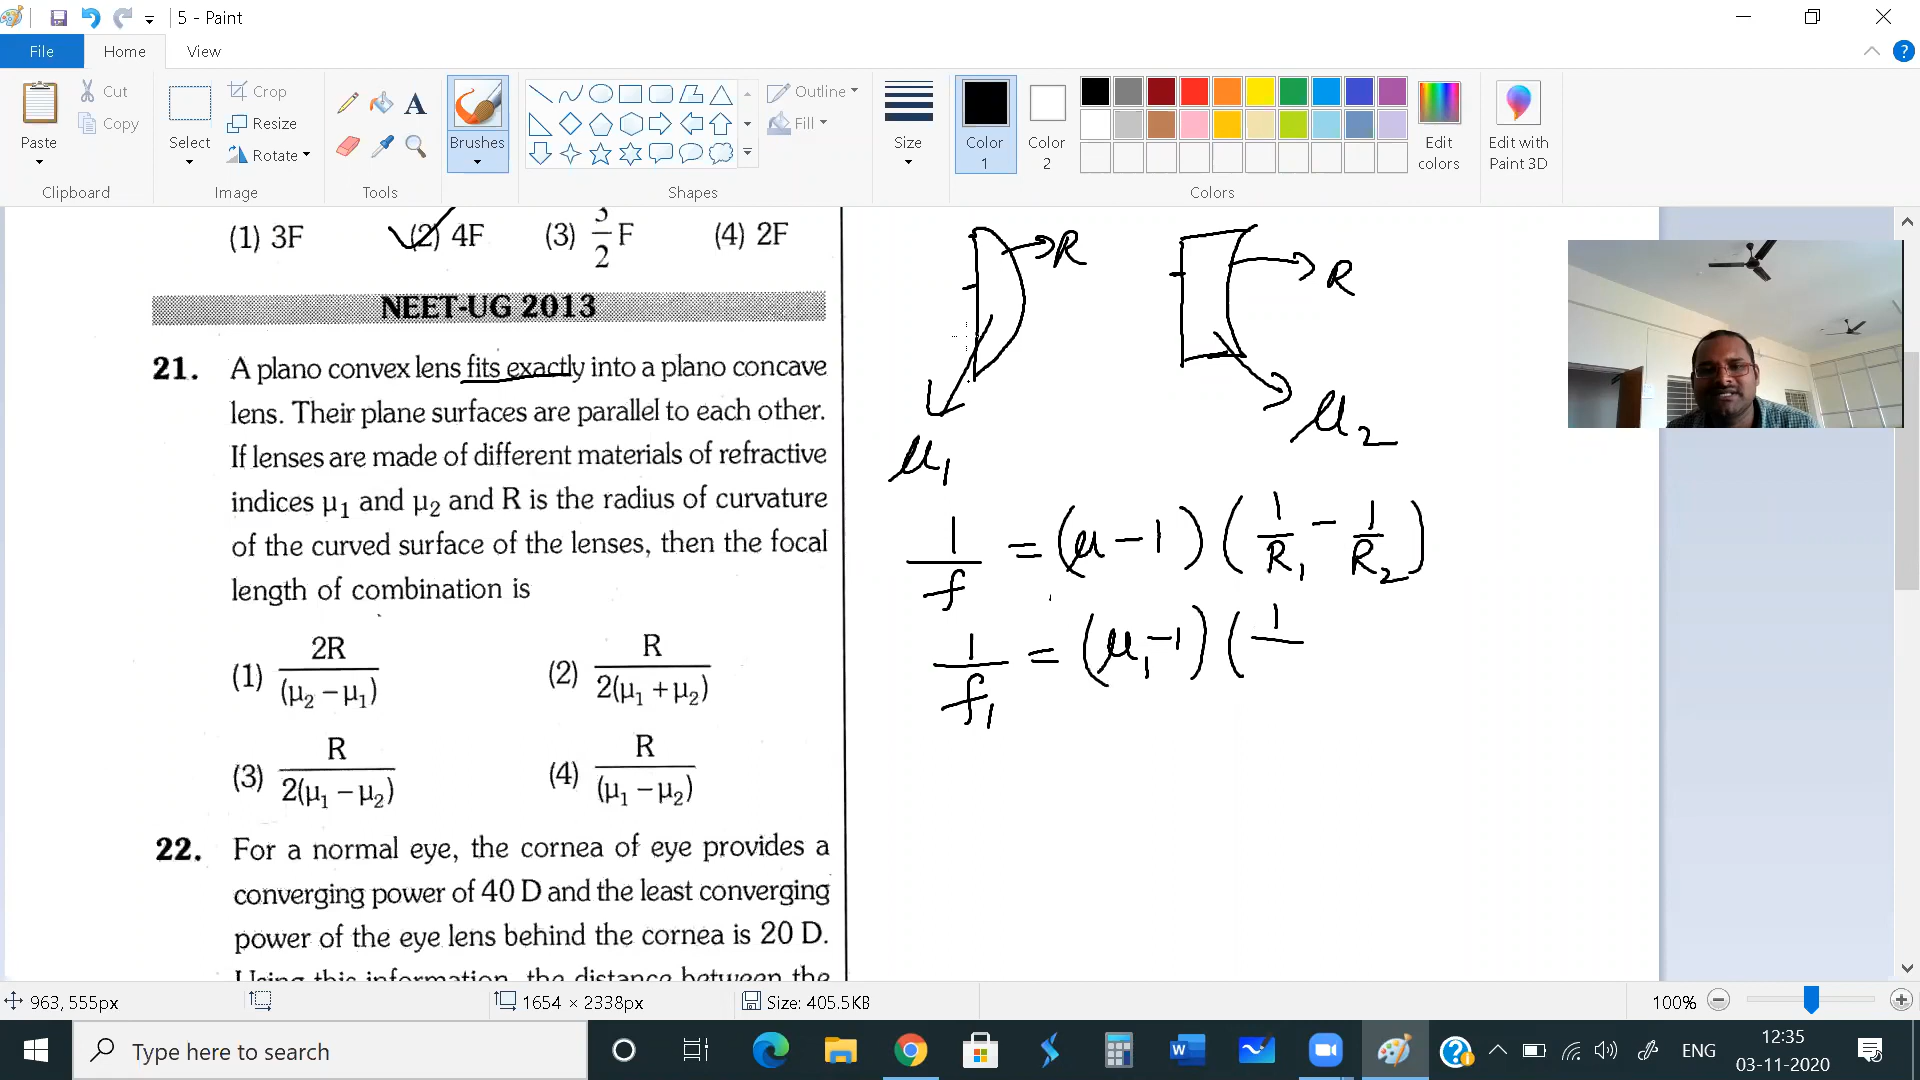 5 - Paint
File Home View
Paste
Cut
Copy
Clipboard
Select
Crop
Resize
Rotate
Image
A
Tools
Brushes
Shapes
Outline
Fill
Size
Color 1
Color 2
Edit colors
Colors
Edit with Paint 3D
(1) 3F (2) 4F (3) 3/2 F (4) 2F
NEET-UG 2013
21. A plano convex lens fits exactly into a plano concave
lens. Their plane surfaces are parallel to each other.
If lenses are made of different materials of refractive
indices μ₁ and μ₂ and R is the radius of curvature
of the curved surface of the lenses, then the focal
length of combination is
(1) 2R/(μ₂ − μ₁) (2) R/2(μ₁ + μ₂)
(3) R/2(μ₁ − μ₂) (4) R/(μ₁ − μ₂)
22. For a normal eye, the cornea of eye provides a
converging power of 40 D and the least converging
power of the eye lens behind the cornea is 20 D.
Using this information, the distance between the
R R
μ₁ μ₂
1/f = (μ − 1) (1/R₁ − 1/R₂)
1/f₁ = (μ₁ − 1) (1/
963, 555px 1654 × 2338px Size: 405.5KB 100%
Type here to search
ENG
12:35
03-11-2020